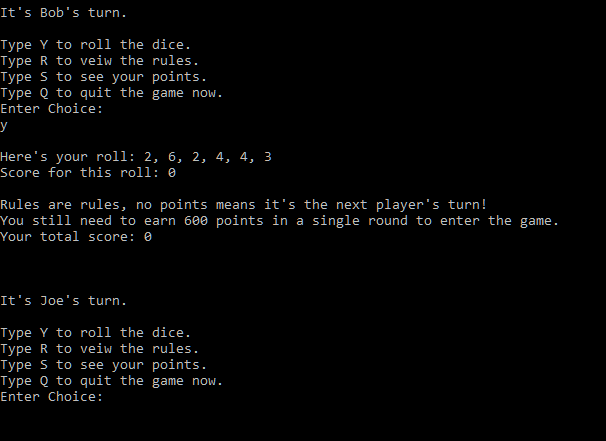 It's Bob's turn.
Type Y to roll the dice.
Type R to veiw the rules.
Type S to see your points.
Type Q to quit the game now.
Enter Choice:
y
Here's your roll: 2, 6, 2, 4, 4, 3
Score for this roll: 0
Rules are rules, no points means it's the next player's turn!
You still need to earn 600 points in a single round to enter the game.
Your total score: 0
It's Joe's turn.
Type Y to roll the dice.
Type R to veiw the rules.
Type S to see your points.
Type Q to quit the game now.
Enter Choice: